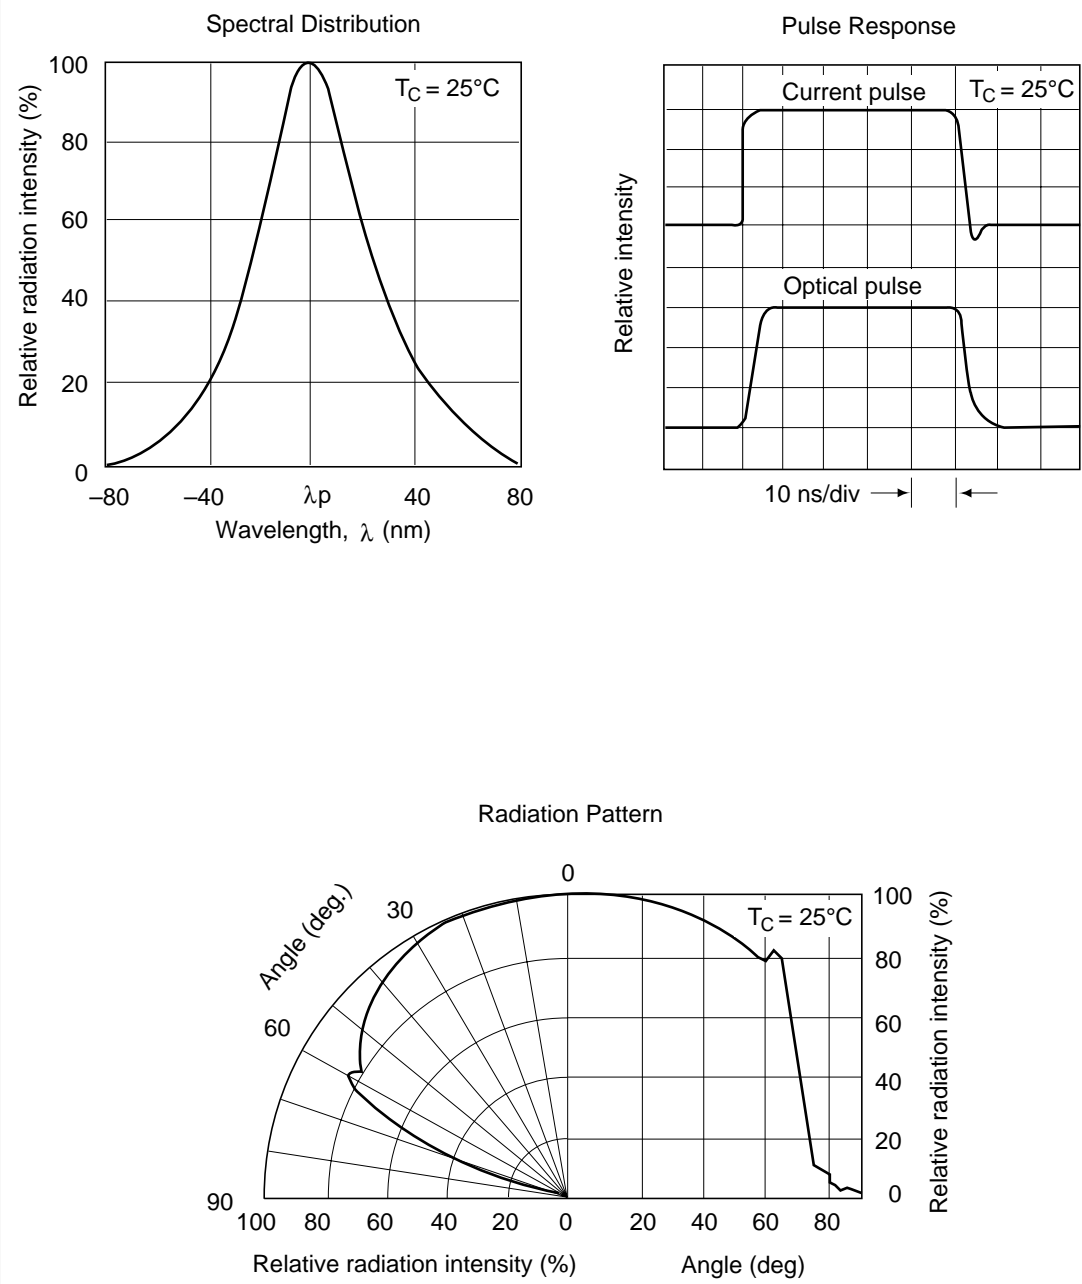 Spectral Distribution
100
80
60
40
20
0
Relative radiation intensity (%)
T_C = 25°C
–80
–40
λp
40
80
Wavelength, λ (nm)
Pulse Response
Relative intensity
Current pulse
T_C = 25°C
Optical pulse
10 ns/div
Radiation Pattern
Angle (deg.)
0
30
60
90
T_C = 25°C
100
80
60
40
20
0
Relative radiation intensity (%)
100 80 60 40 20 0 20 40 60 80
Relative radiation intensity (%)
Angle (deg)